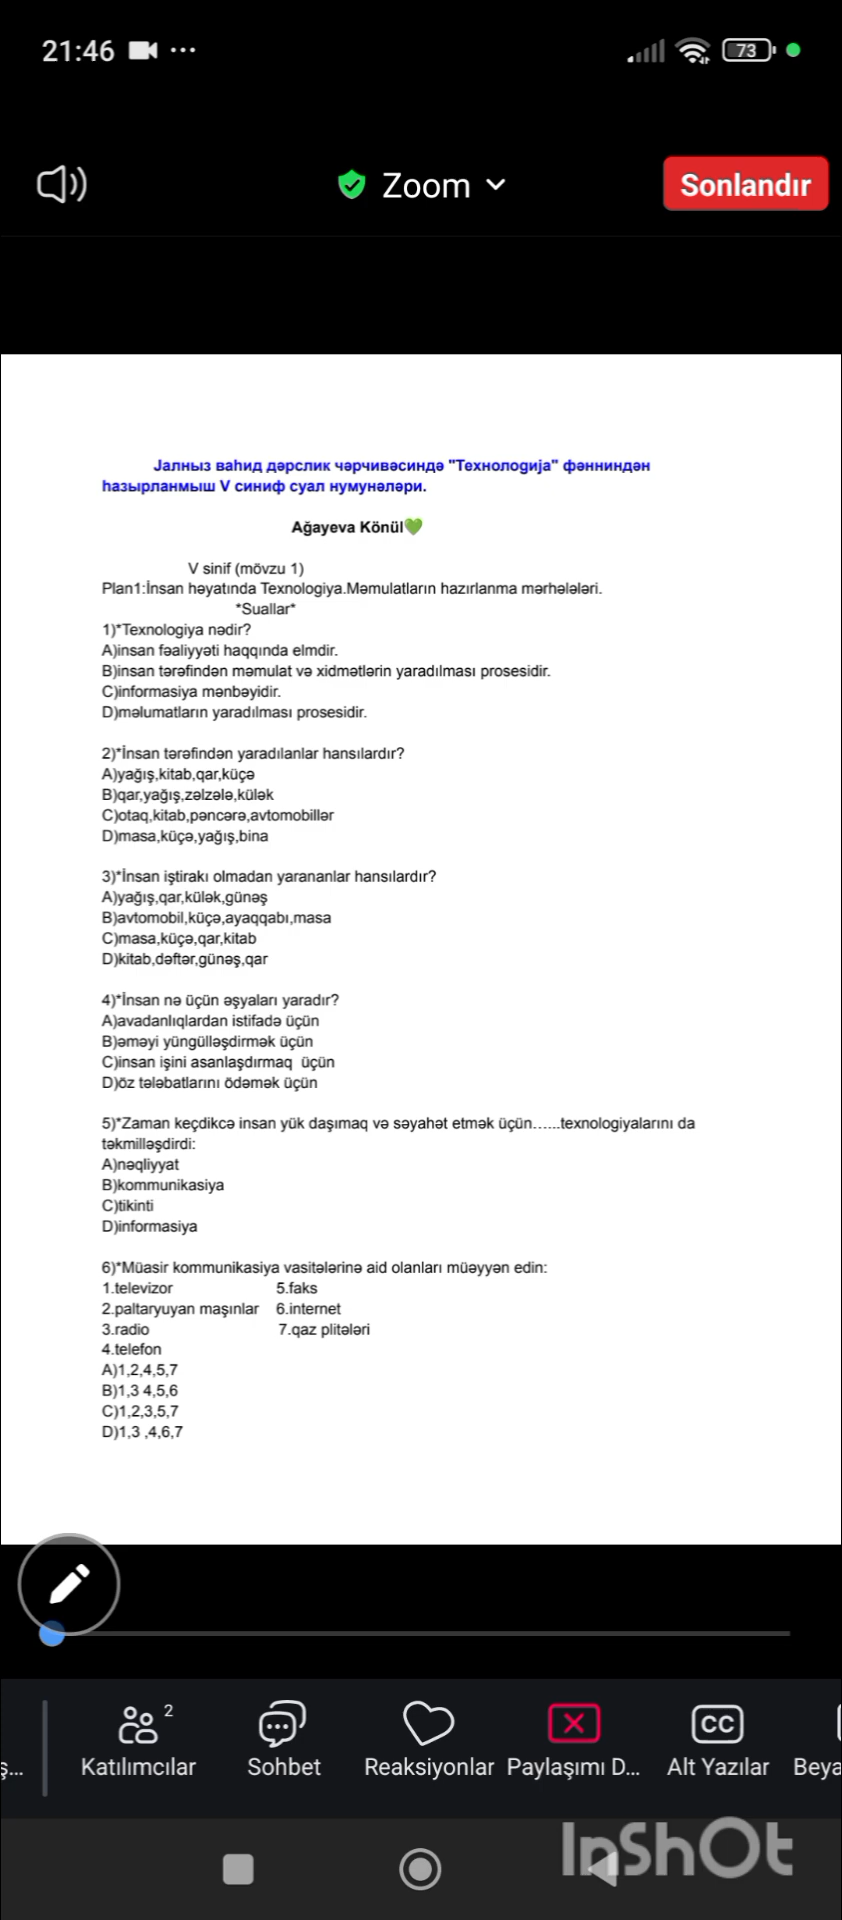 21:46
73
Zoom
Sonlandır
Јалныз ваһид дәрслик чәрчивәсиндә "Технолоgиjа" фәнниндән
һазырланмыш V синиф суал нумунәләри.
Ağayeva Könül💚
V sinif (mövzu 1)
Plan1:İnsan həyatında Texnologiya.Məmulatların hazırlanma mərhələləri.
*Suallar*
1)*Texnologiya nədir?
A)insan fəaliyyəti haqqında elmdir.
B)insan tərəfindən məmulat və xidmətlərin yaradılması prosesidir.
C)informasiya mənbəyidir.
D)məlumatların yaradılması prosesidir.
2)*İnsan tərəfindən yaradılanlar hansılardır?
A)yağış,kitab,qar,küçə
B)qar,yağış,zəlzələ,külək
C)otaq,kitab,pəncərə,avtomobillər
D)masa,küçə,yağış,bina
3)*İnsan iştirakı olmadan yarananlar hansılardır?
A)yağış,qar,külək,günəş
B)avtomobil,küçə,ayaqqabı,masa
C)masa,küçə,qar,kitab
D)kitab,dəftər,günəş,qar
4)*İnsan nə üçün əşyaları yaradır?
A)avadanlıqlardan istifadə üçün
B)əməyi yüngülləşdirmək üçün
C)insan işini asanlaşdırmaq  üçün
D)öz tələbatlarını ödəmək üçün
5)*Zaman keçdikcə insan yük daşımaq və səyahət etmək üçün......texnologiyalarını da
təkmilləşdirdi:
A)nəqliyyat
B)kommunikasiya
C)tikinti
D)informasiya
6)*Müasir kommunikasiya vasitələrinə aid olanları müəyyən edin:
1.televizor 5.faks
2.paltaryuyan maşınlar 6.internet
3.radio 7.qaz plitələri
4.telefon
A)1,2,4,5,7
B)1,3 4,5,6
C)1,2,3,5,7
D)1,3 ,4,6,7
2
CC
ş... Katılımcılar Sohbet Reaksiyonlar Paylaşımı D... Alt Yazılar Beya
InShOt